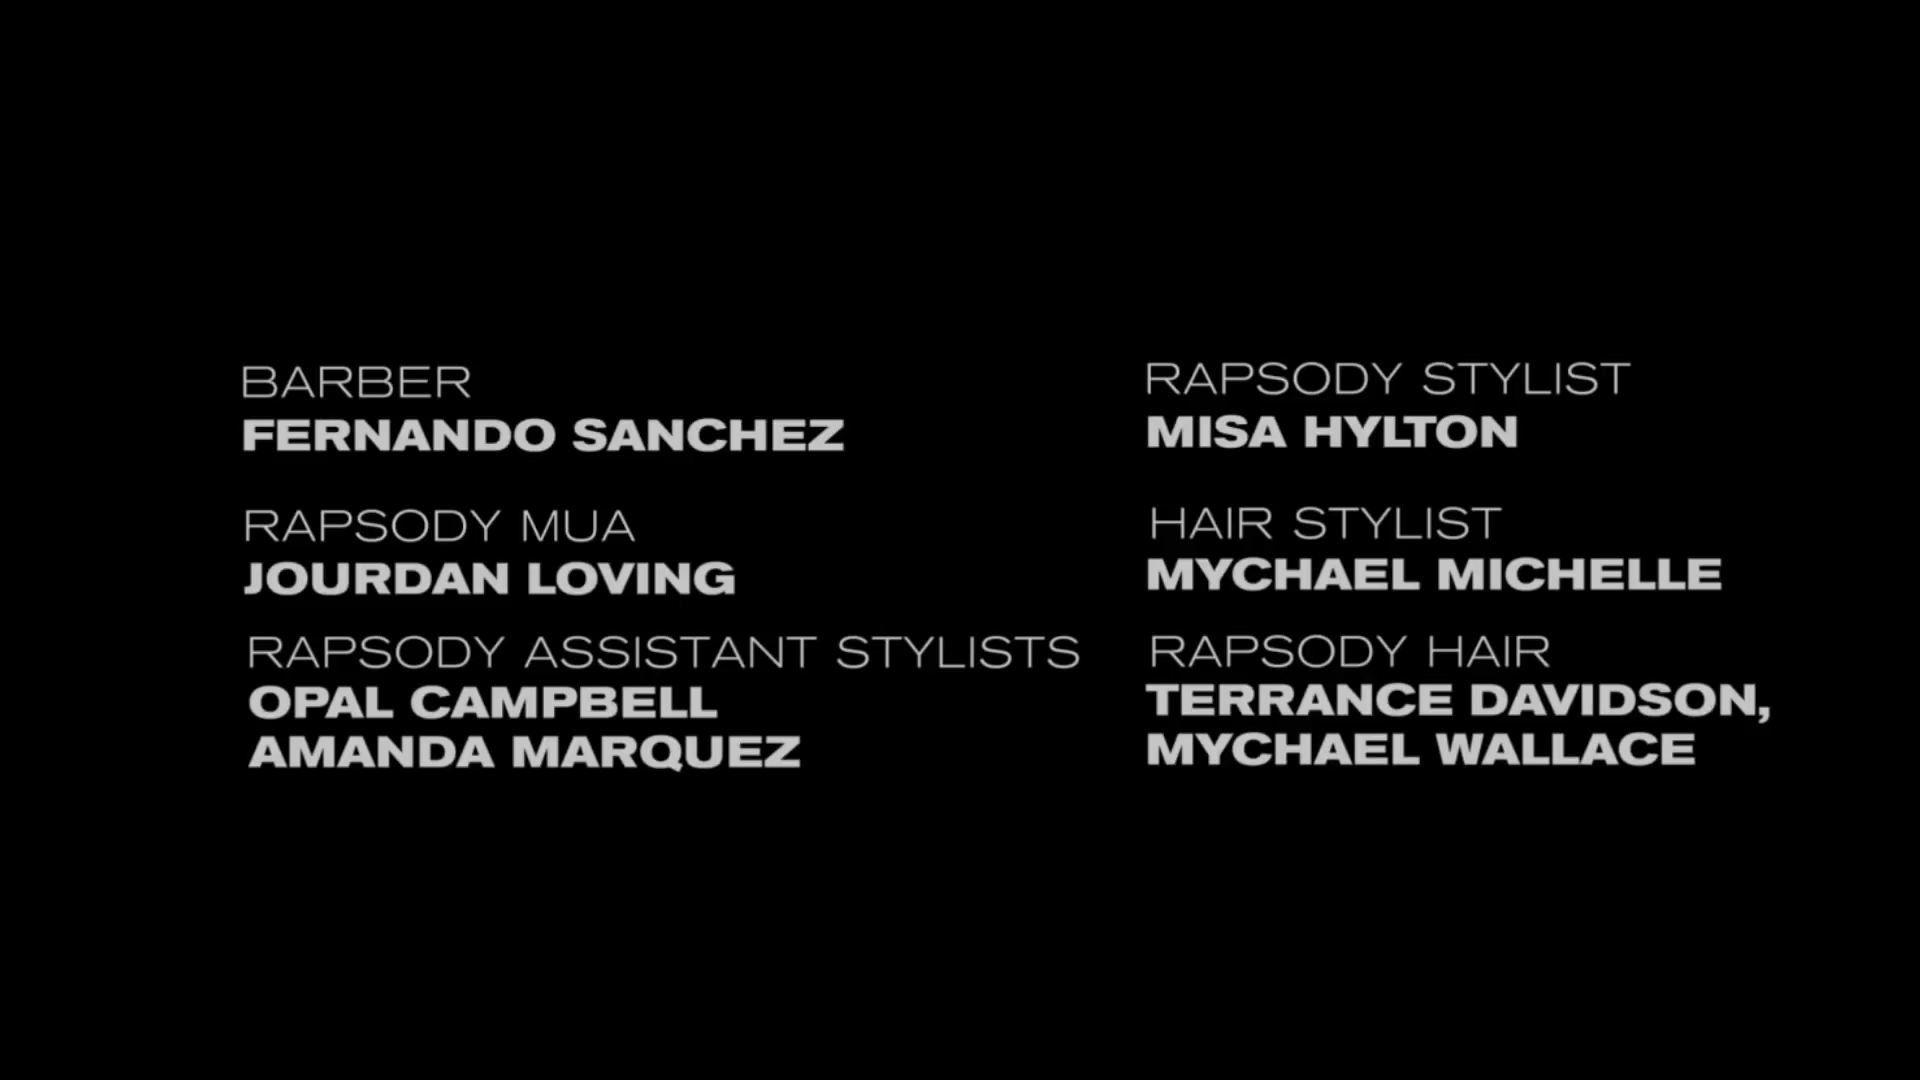 BARBER
FERNANDO SANCHEZ
RAPSODY MUA
JOURDAN LOVING
RAPSODY ASSISTANT STYLISTS
OPAL CAMPBELL
AMANDA MARQUEZ
RAPSODY STYLIST
MISA HYLTON
HAIR STYLIST
MYCHAEL MICHELLE
RAPSODY HAIR
TERRANCE DAVIDSON,
MYCHAEL WALLACE